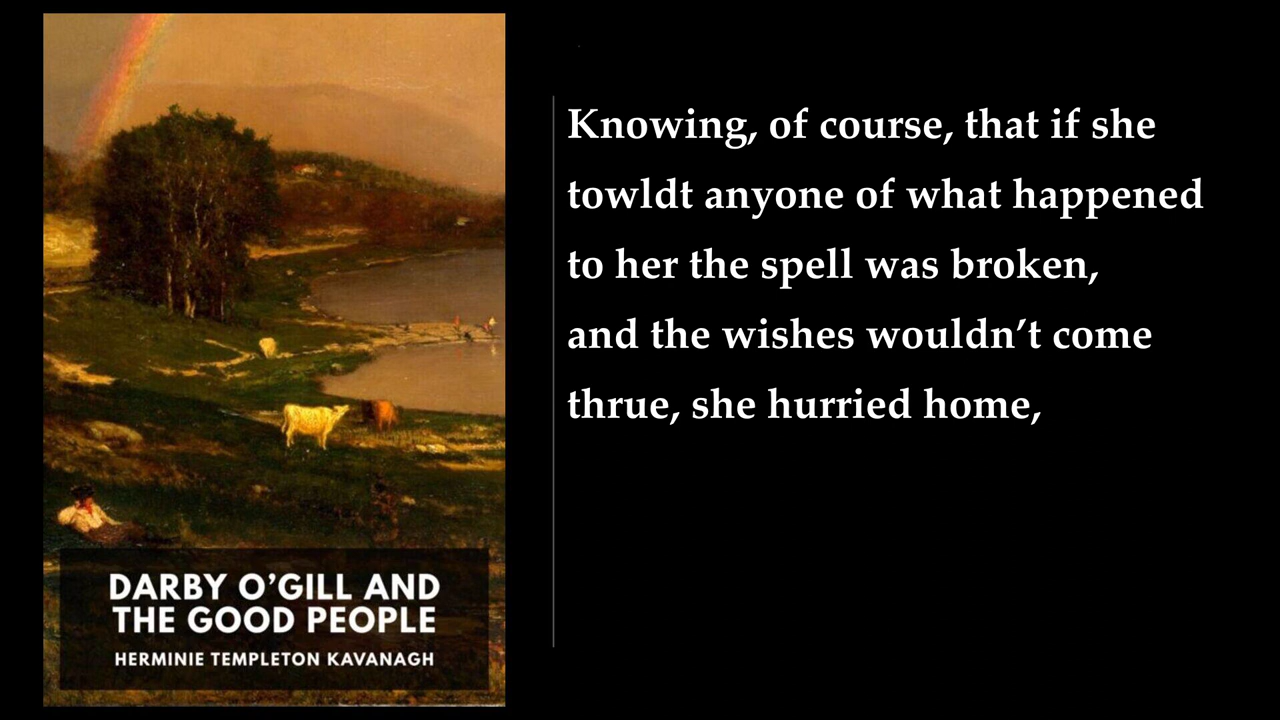 DARBY O’GILL AND
THE GOOD PEOPLE
HERMINIE TEMPLETON KAVANAGH
Knowing, of course, that if she
towldt anyone of what happened
to her the spell was broken,
and the wishes wouldn’t come
thrue, she hurried home,